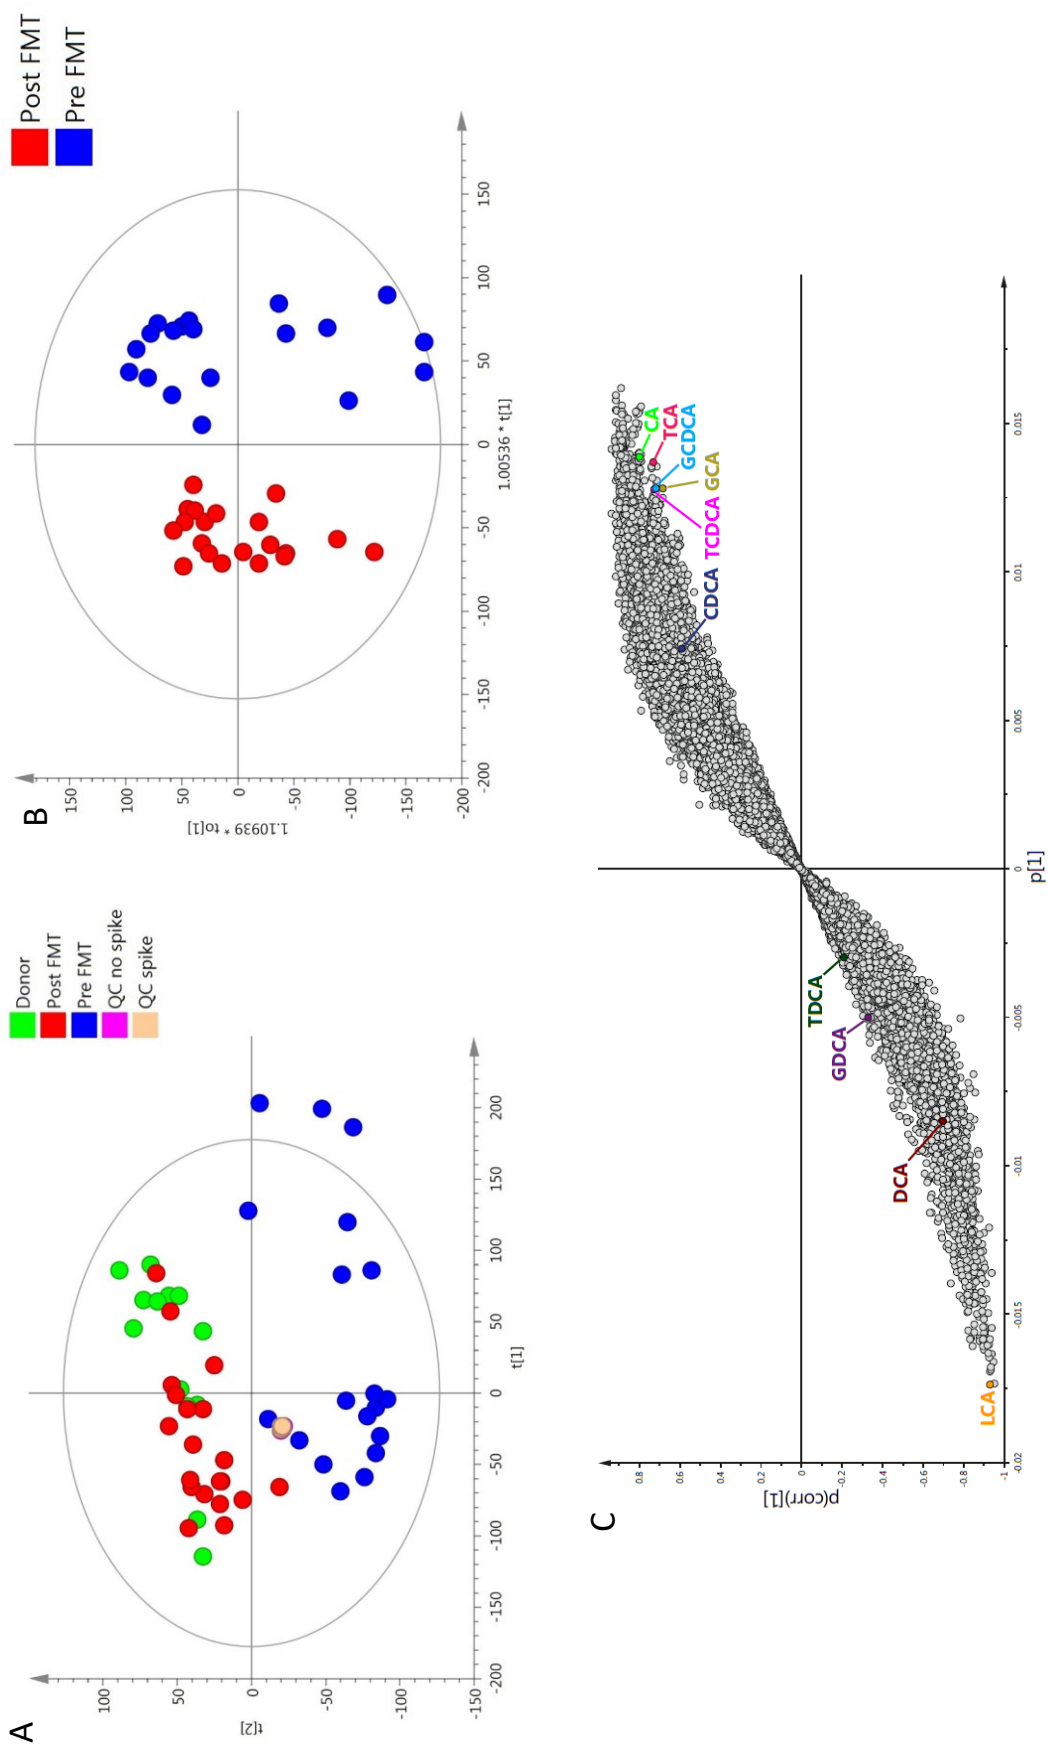 A
Donor
Post FMT
Pre FMT
QC no spike
QC spike
t[2]
100
50
0
-50
-100
-150
-200
-150
-100
-50
0
50
100
150
200
t[1]
B
Post FMT
Pre FMT
1.10939 * to[1]
150
100
50
0
-50
-100
-150
-200
-200
-150
-100
-50
0
50
100
150
1.00536 * t[1]
C
p(corr)[1]
0.8
0.6
0.4
0.2
0
-0.2
-0.4
-0.6
-0.8
-1
-0.02
-0.015
-0.01
-0.005
0
0.005
0.01
0.015
p[1]
LCA
DCA
GDCA
TDCA
CDCA
TCDCA
GCA
GCDCA
TCA
CA